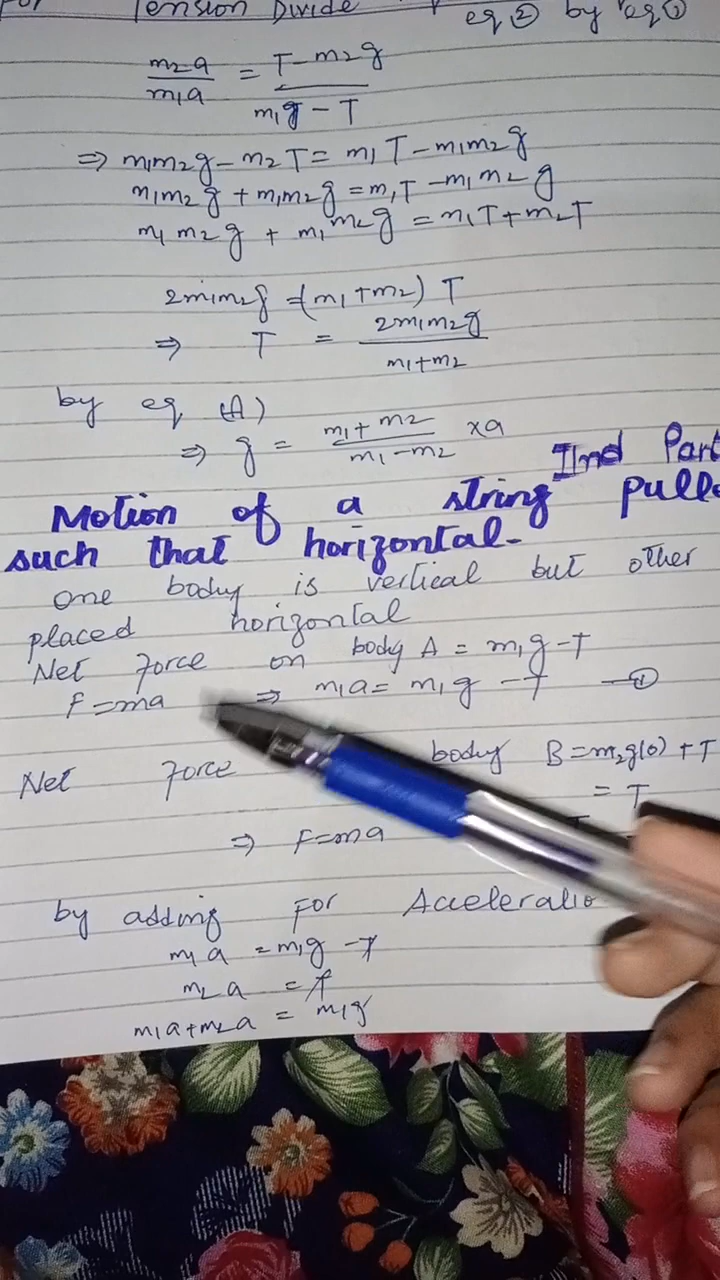 For Tension Divide eq ② by eq ①
m₂a/m₁a = T-m₂g/m₁g-T
⇒ m₁m₂g-m₂T = m₁T-m₁m₂g
m₁m₂g + m₁m₂g = m₁T-m₁m₂g
m₁m₂g + m₁m₂g = m₁T+m₂T
2m₁m₂g = (m₁+m₂) T
⇒ T = 2m₁m₂g/m₁+m₂
by eq (A)
⇒ g = m₁+m₂/m₁-m₂ xa
IInd Part
Motion of a string pulle
such that horizontal-
one body is vertical but other
placed horizontal
Net force on body A = m₁g-T
F=ma ⇒ m₁a = m₁g -T —①
Net force body B = m₂g(0) +T
= T
⇒ F=ma
by adding For Acceleratio
m₁a = m₁g -T
m₂a = T
m₁a+m₂a = m₁g